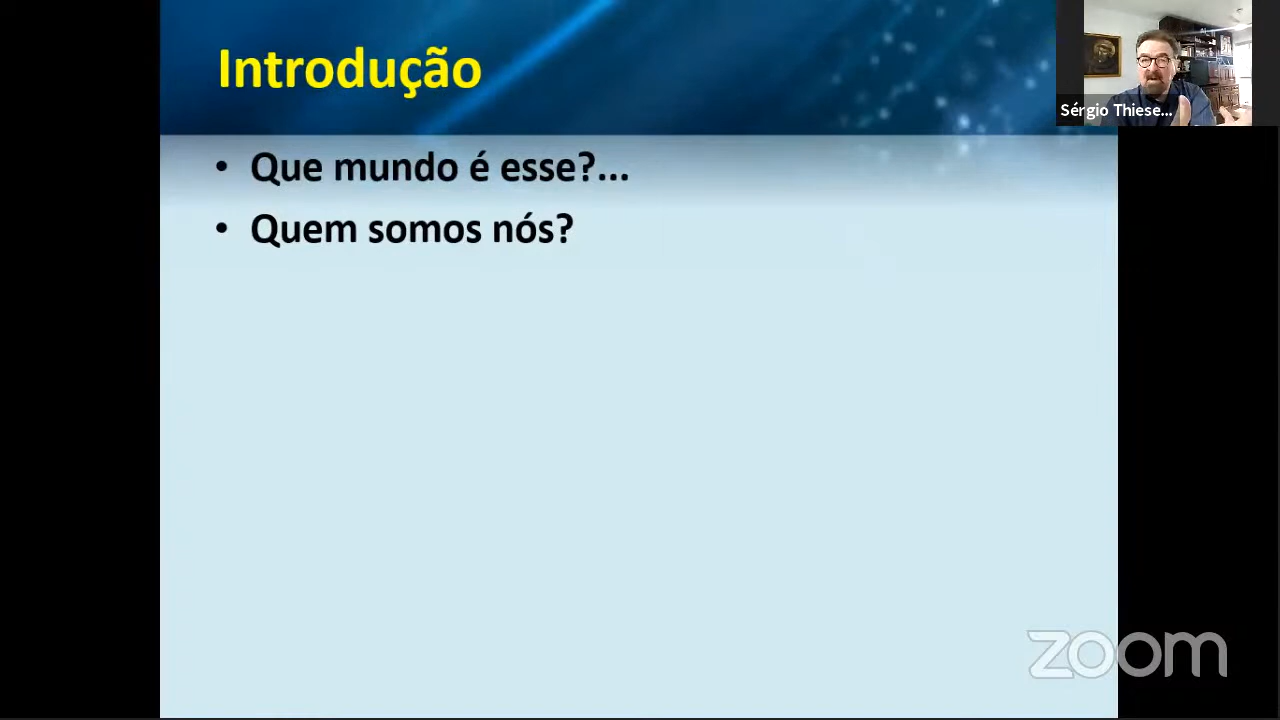 Introdução
Sérgio Thiese...
• Que mundo é esse?...
• Quem somos nós?
zoom